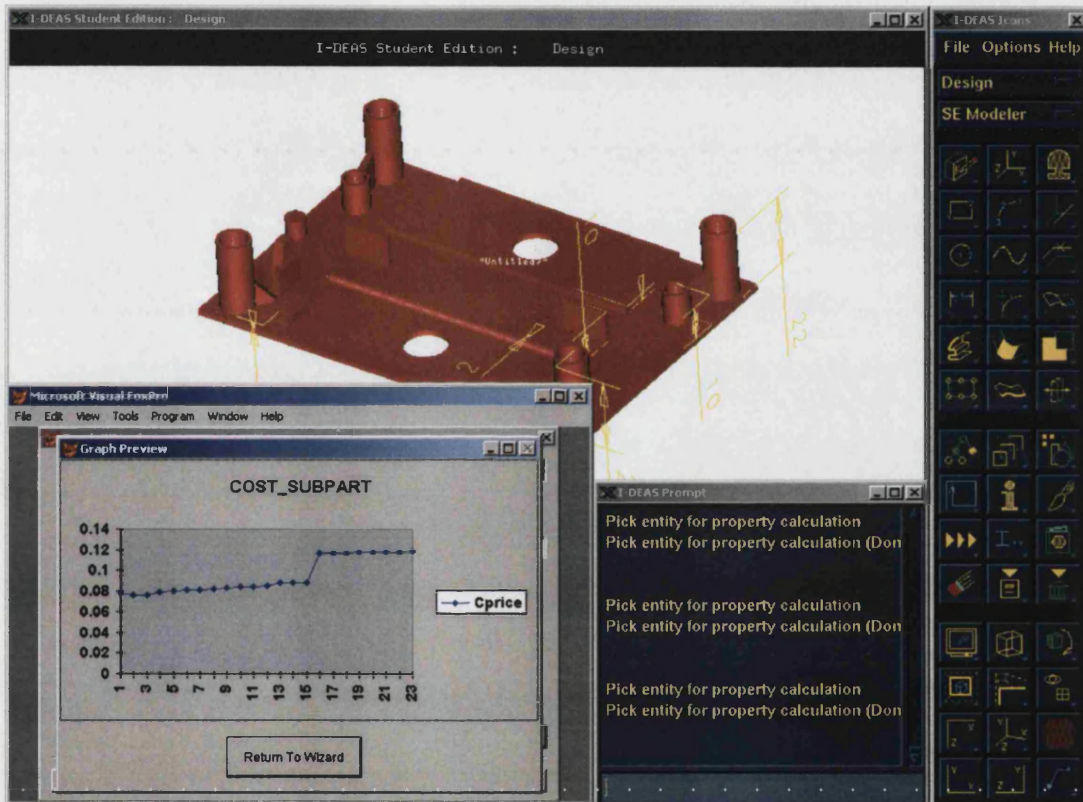 I-DEAS Student Edition : Design
I-DEAS Student Edition : Design
"Untitled7"
10
2
10
22
Microsoft Visual FoxPro
File Edit View Tools Program Window Help
Graph Preview
COST_SUBPART
0.14
0.12
0.1
0.08
0.06
0.04
0.02
0
1 3 5 7 9 11 13 15 17 19 21 23
Cprice
Return To Wizard
I-DEAS Prompt
Pick entity for property calculation
Pick entity for property calculation (Don
Pick entity for property calculation
Pick entity for property calculation (Don
Pick entity for property calculation
Pick entity for property calculation (Don
I-DEAS Icons
File Options Help
Design
SE Modeler